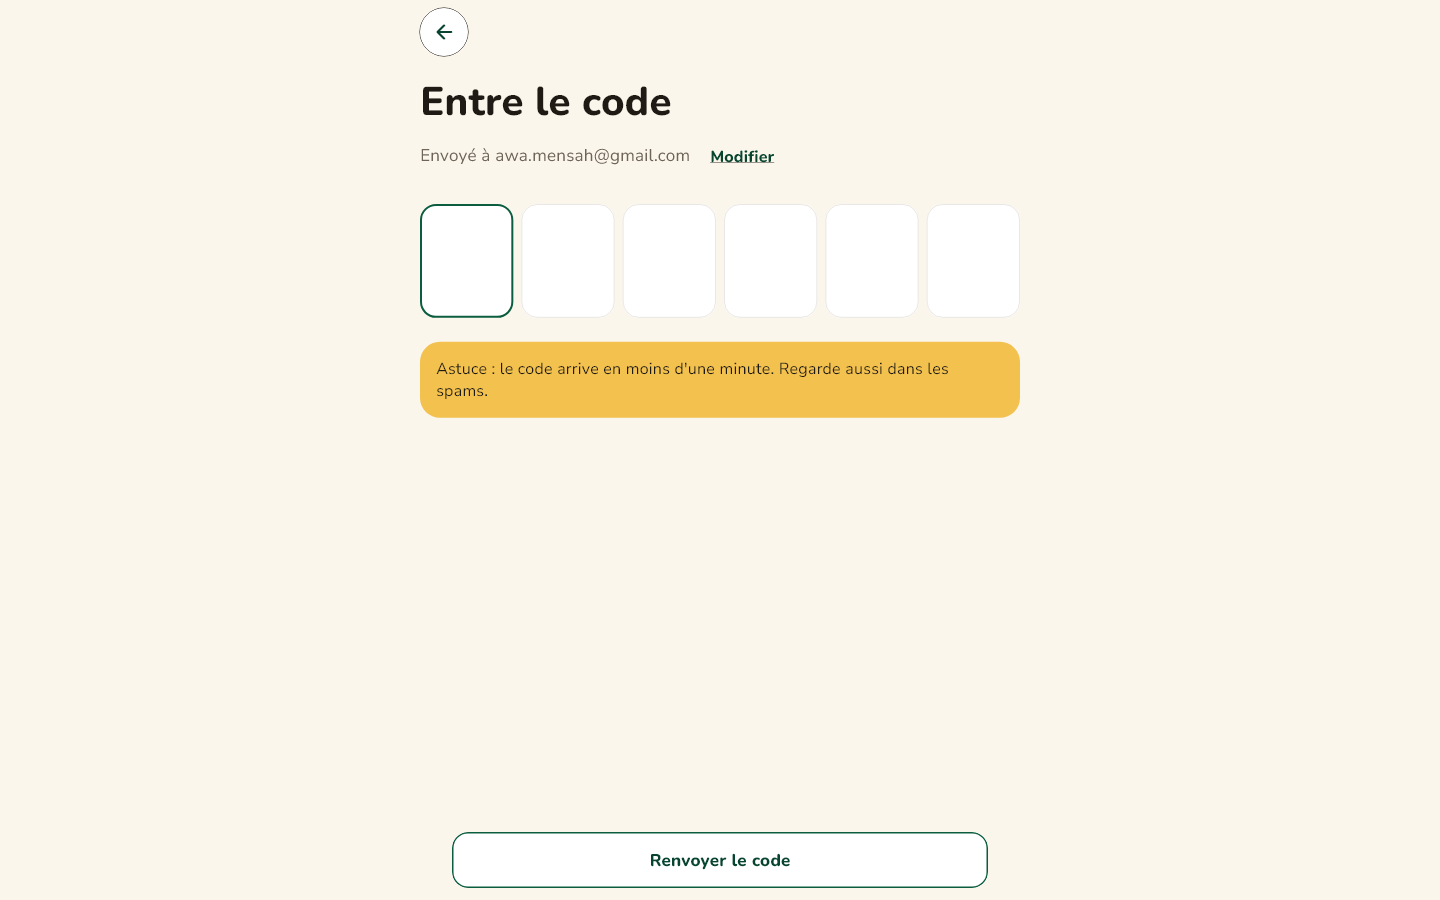 Entre le code
Envoyé à awa.mensah@gmail.com Modifier
Astuce : le code arrive en moins d'une minute. Regarde aussi dans les
spams.
Renvoyer le code